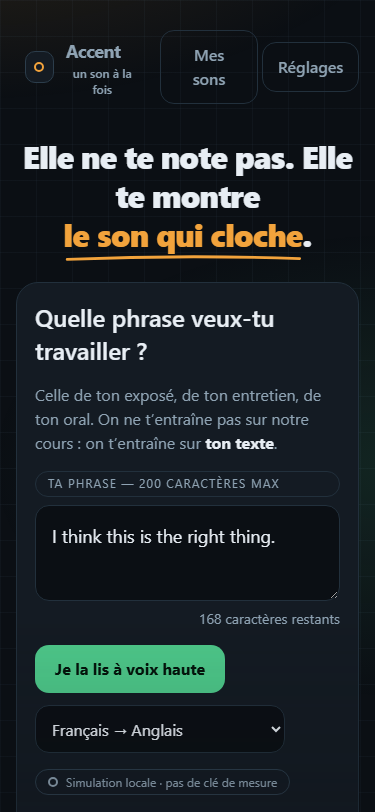 Accent
un son à la
fois
Mes
sons
Réglages
Elle ne te note pas. Elle
te montre
le son qui cloche.
Quelle phrase veux-tu
travailler ?
Celle de ton exposé, de ton entretien, de
ton oral. On ne t’entraîne pas sur notre
cours : on t’entraîne sur ton texte.
TA PHRASE — 200 CARACTÈRES MAX
I think this is the right thing.
168 caractères restants
Je la lis à voix haute
Français → Anglais
Simulation locale · pas de clé de mesure